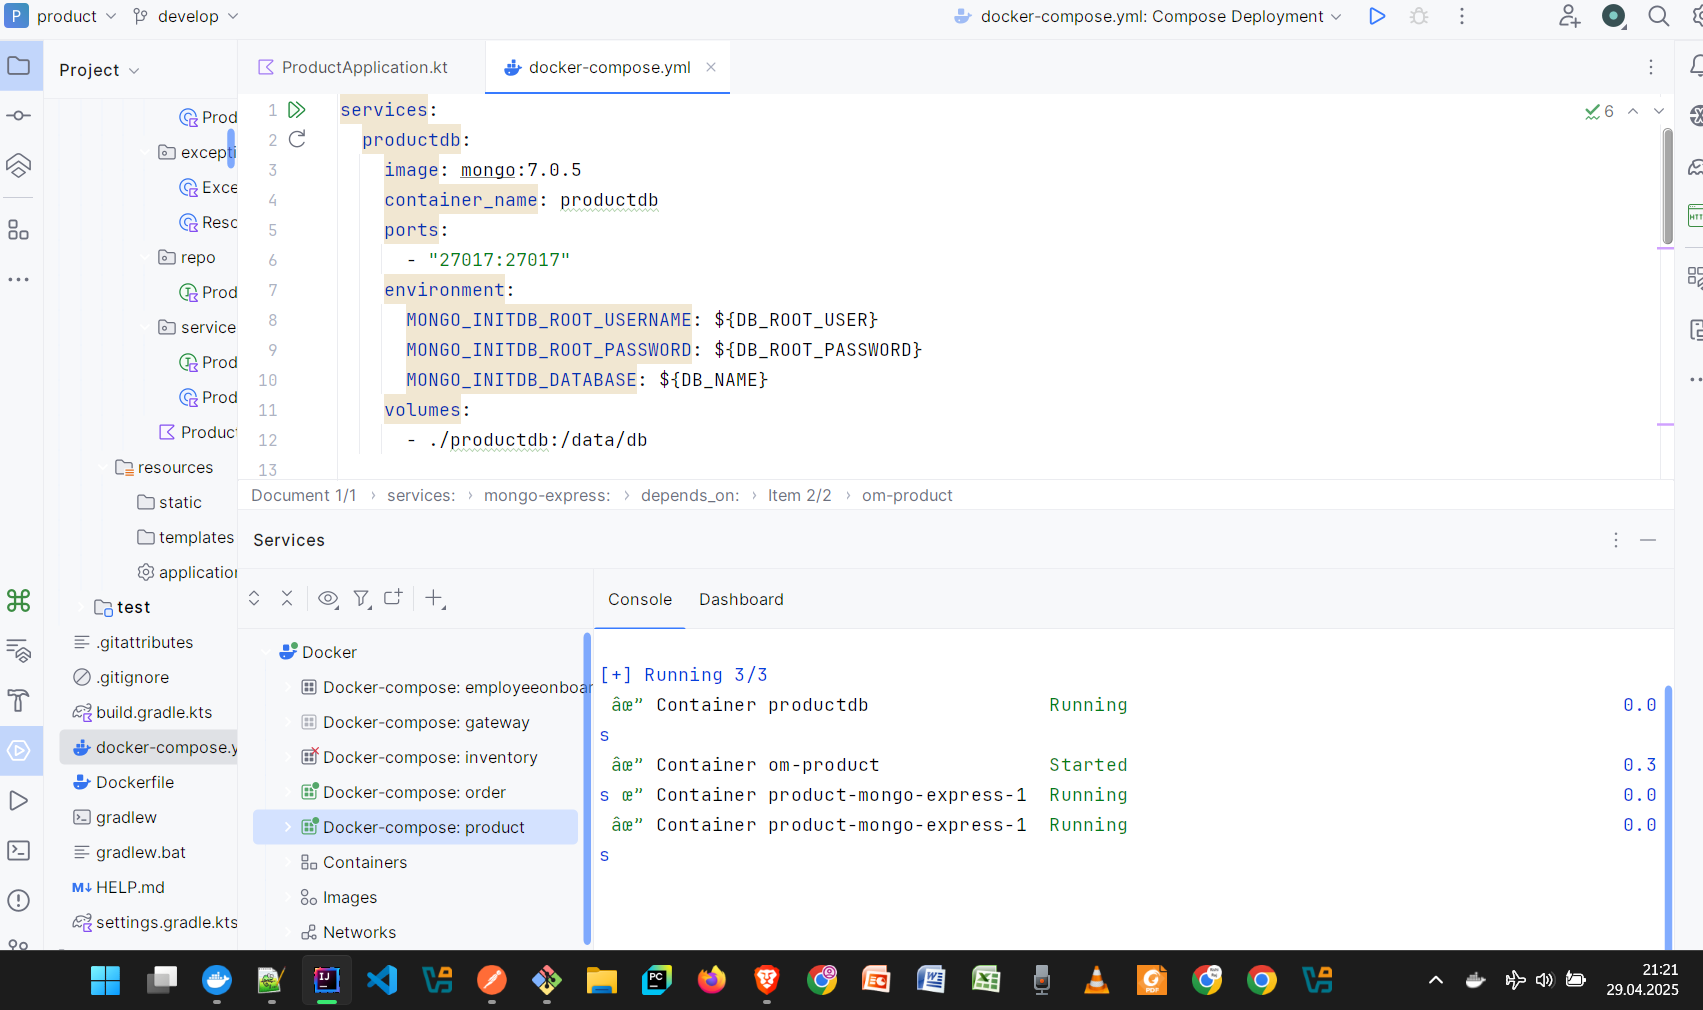 P product develop docker-compose.yml: Compose Deployment
Project
ProductApplication.kt docker-compose.yml
Prod
excepti
Exce
Reso
repo
Prod
service
Prod
Prod
Product
resources
static
templates
application
test
.gitattributes
.gitignore
build.gradle.kts
docker-compose.y
Dockerfile
gradlew
gradlew.bat
M↓ HELP.md
settings.gradle.kts
1 services:
2 productdb:
3 image: mongo:7.0.5
4 container_name: productdb
5 ports:
6 - "27017:27017"
7 environment:
8 MONGO_INITDB_ROOT_USERNAME: ${DB_ROOT_USER}
9 MONGO_INITDB_ROOT_PASSWORD: ${DB_ROOT_PASSWORD}
10 MONGO_INITDB_DATABASE: ${DB_NAME}
11 volumes:
12 - ./productdb:/data/db
13
6
Document 1/1 › services: › mongo-express: › depends_on: › Item 2/2 › om-product
Services
Console Dashboard
Docker
Docker-compose: employeeonboar
Docker-compose: gateway
Docker-compose: inventory
Docker-compose: order
Docker-compose: product
Containers
Images
Networks
[+] Running 3/3
âœ” Container productdb Running 0.0
s
âœ” Container om-product Started 0.3
s œ” Container product-mongo-express-1 Running 0.0
âœ” Container product-mongo-express-1 Running 0.0
s
21:21
29.04.2025